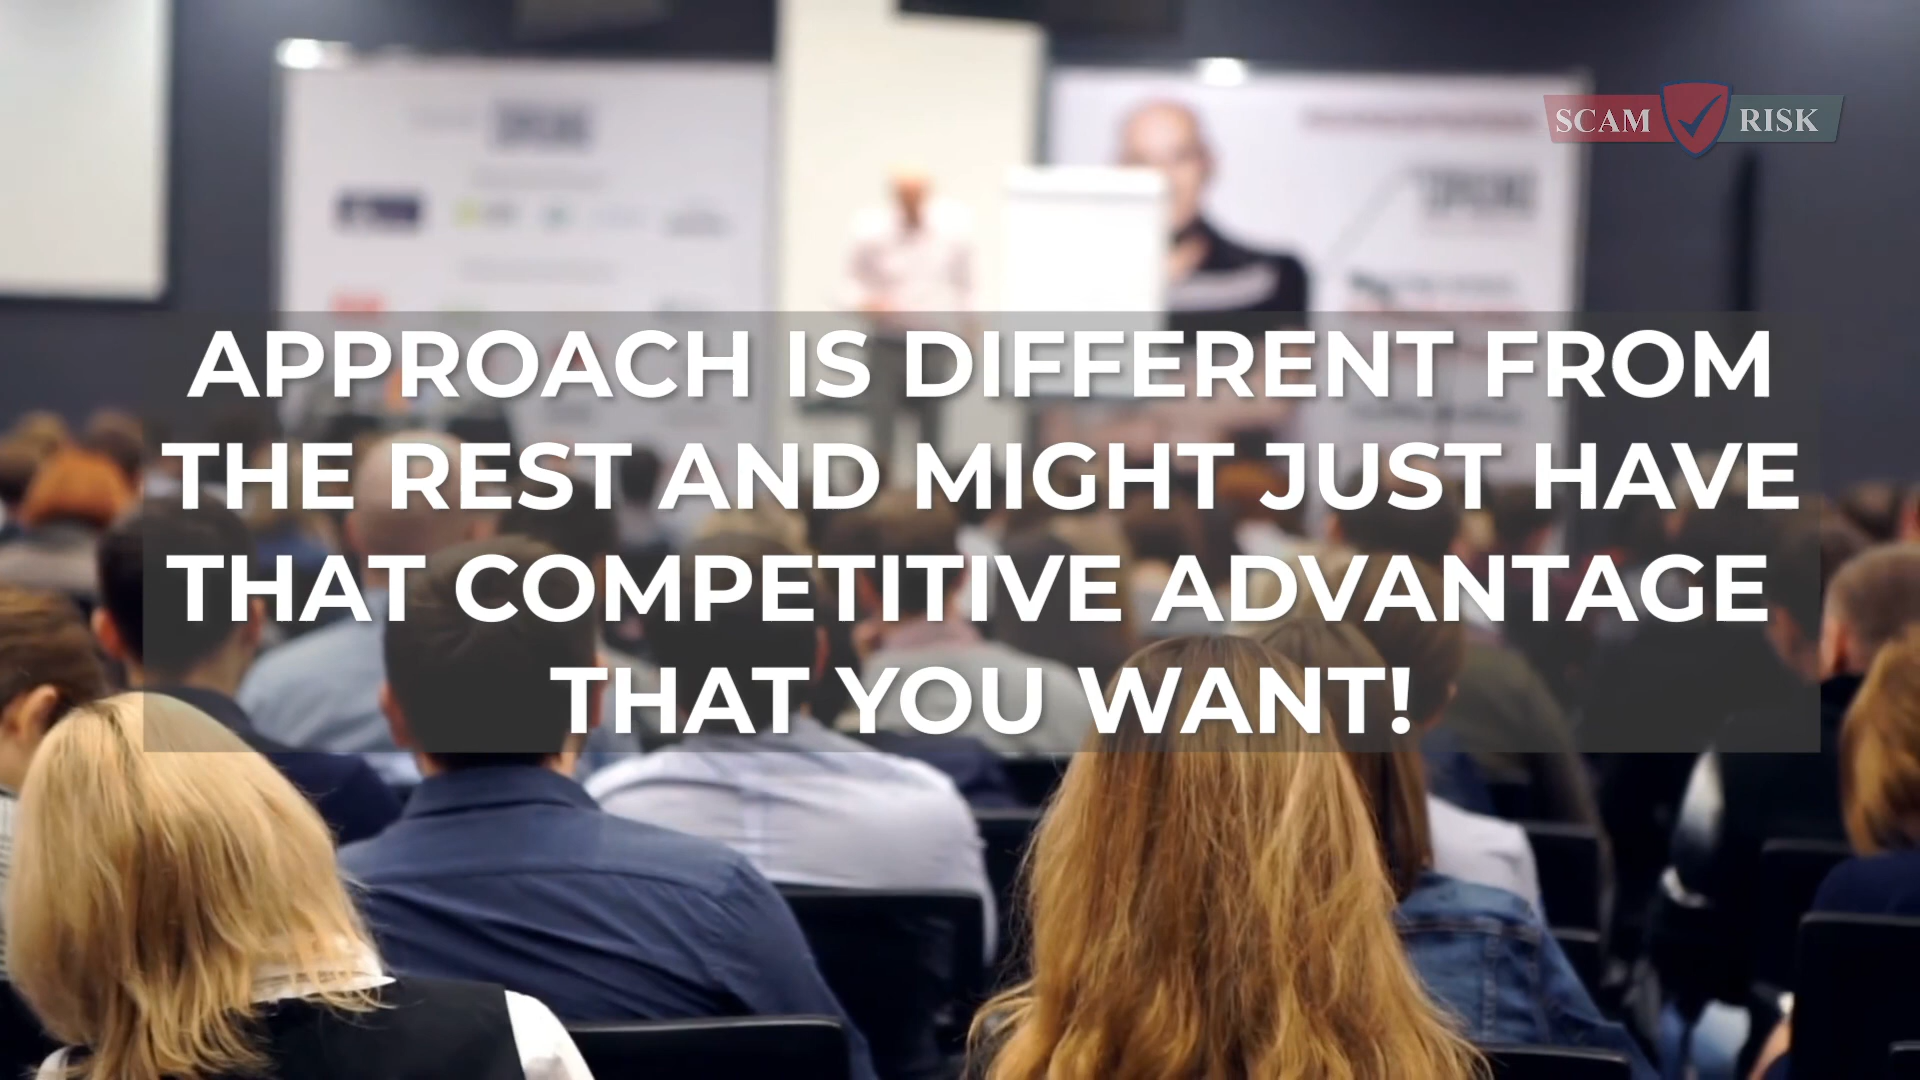 SCAM RISK
APPROACH IS DIFFERENT FROM
THE REST AND MIGHT JUST HAVE
THAT COMPETITIVE ADVANTAGE
THAT YOU WANT!